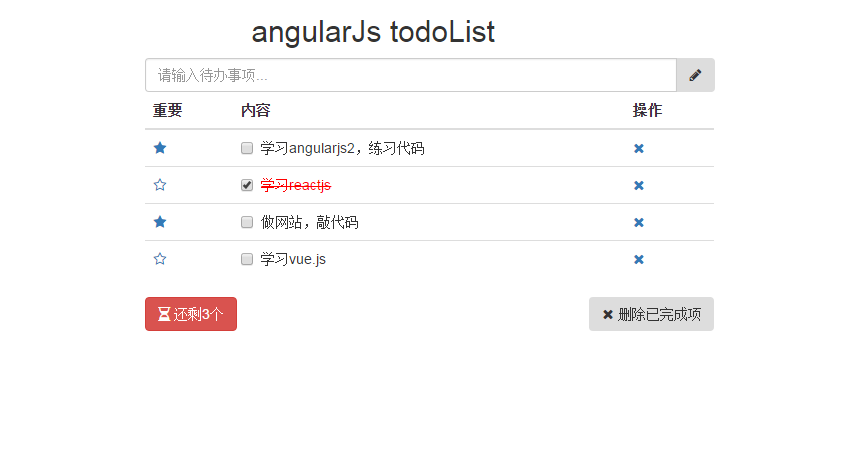 angularJs todoList
请输入待办事项...
重要 内容 操作
学习angularjs2，练习代码
学习reactjs
做网站，敲代码
学习vue.js
还剩3个 删除已完成项